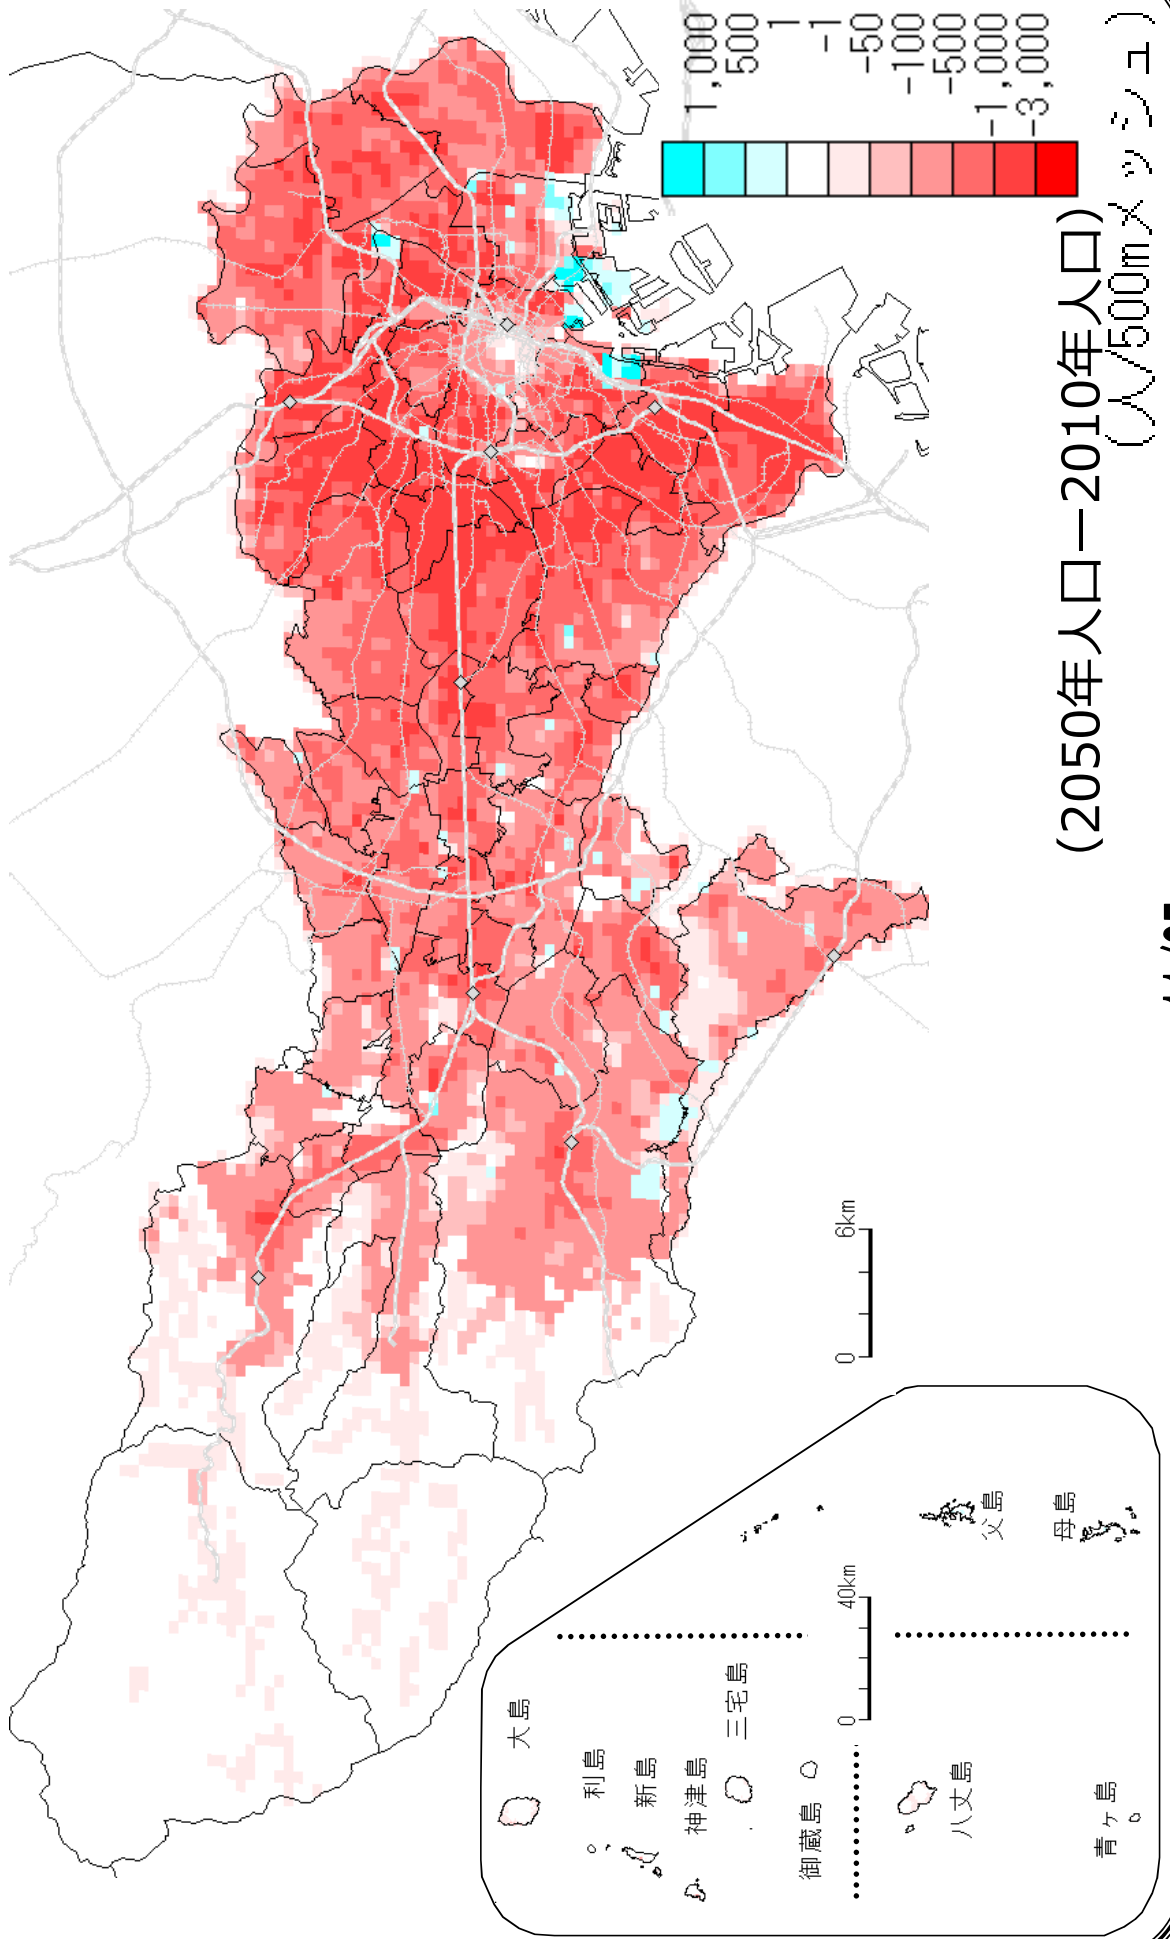 1,000
500
1
-1
-50
-100
-500
-1,000
-3,000
(人/500mメッシュ)
(2050年人口ー2010年人口)
0 6km
大島
利島
新島
神津島
三宅島
御蔵島
八丈島
青ヶ島
0 40km
父島
母島